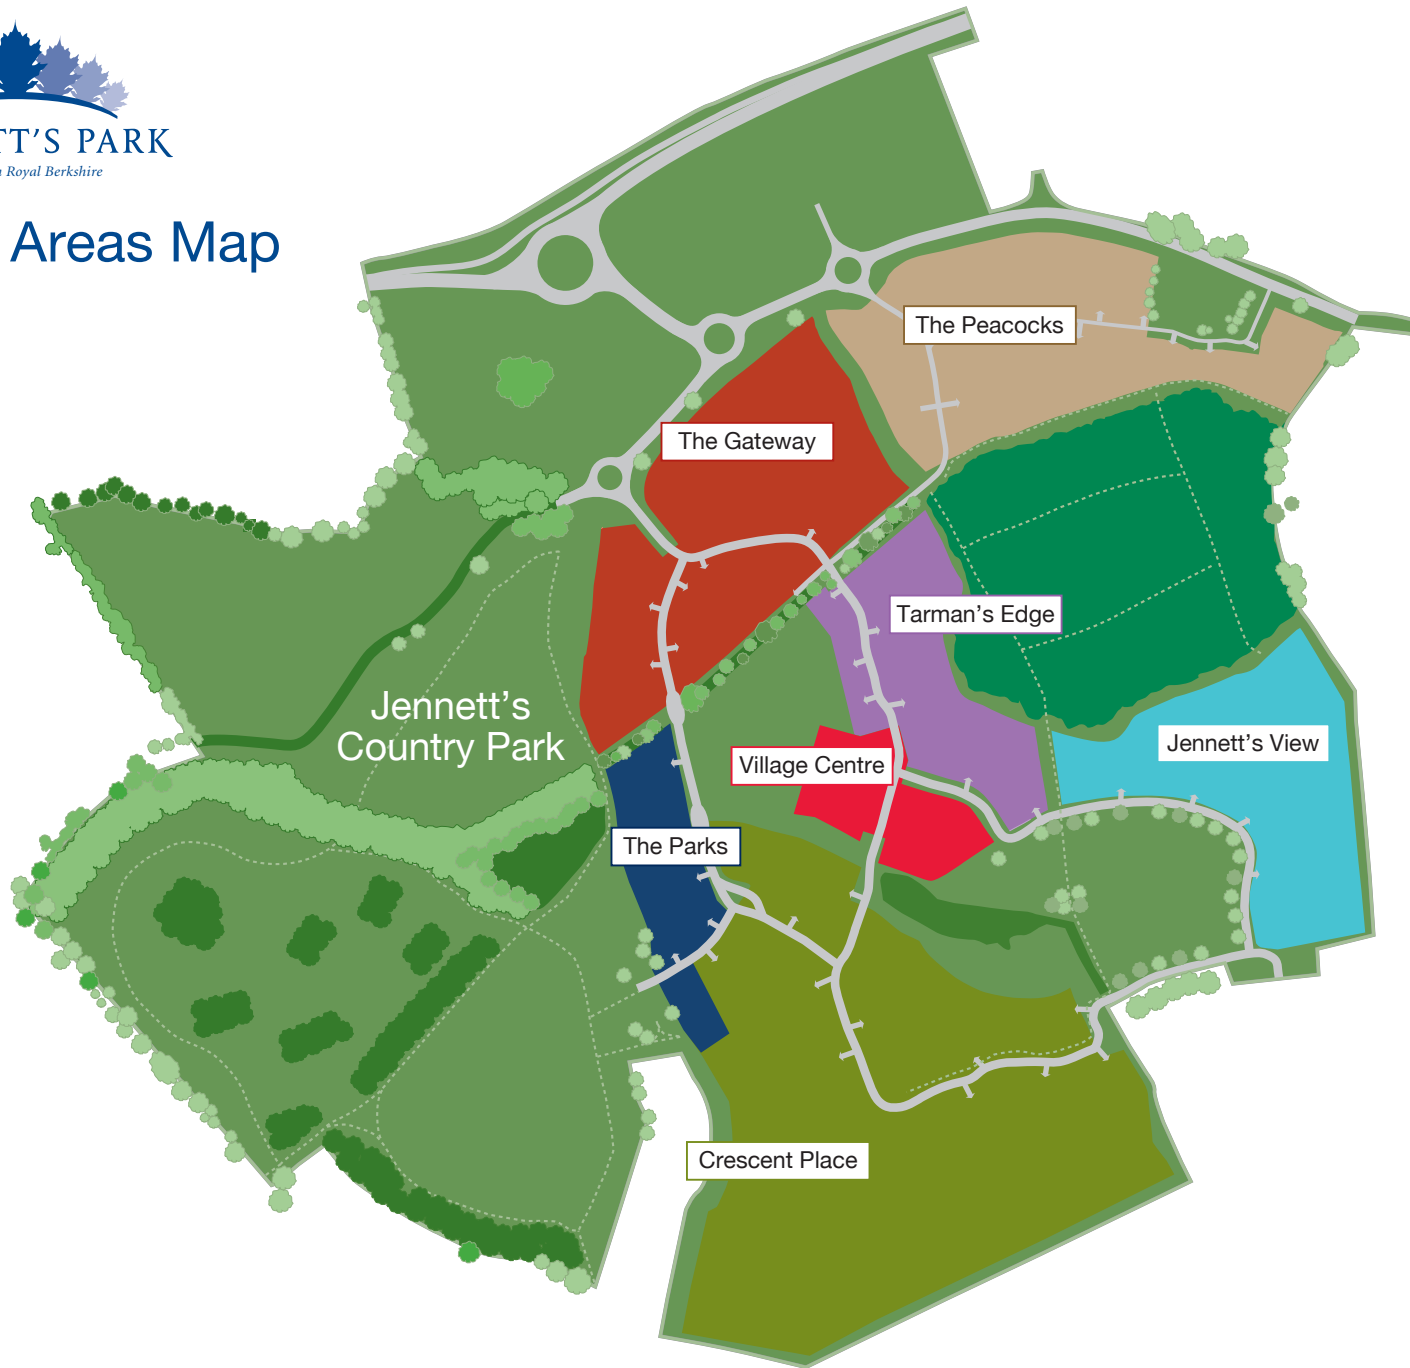 TT'S PARK
Royal Berkshire
Areas Map
The Peacocks
The Gateway
Tarman's Edge
Jennett's
Country Park
Village Centre
Jennett's View
The Parks
Crescent Place